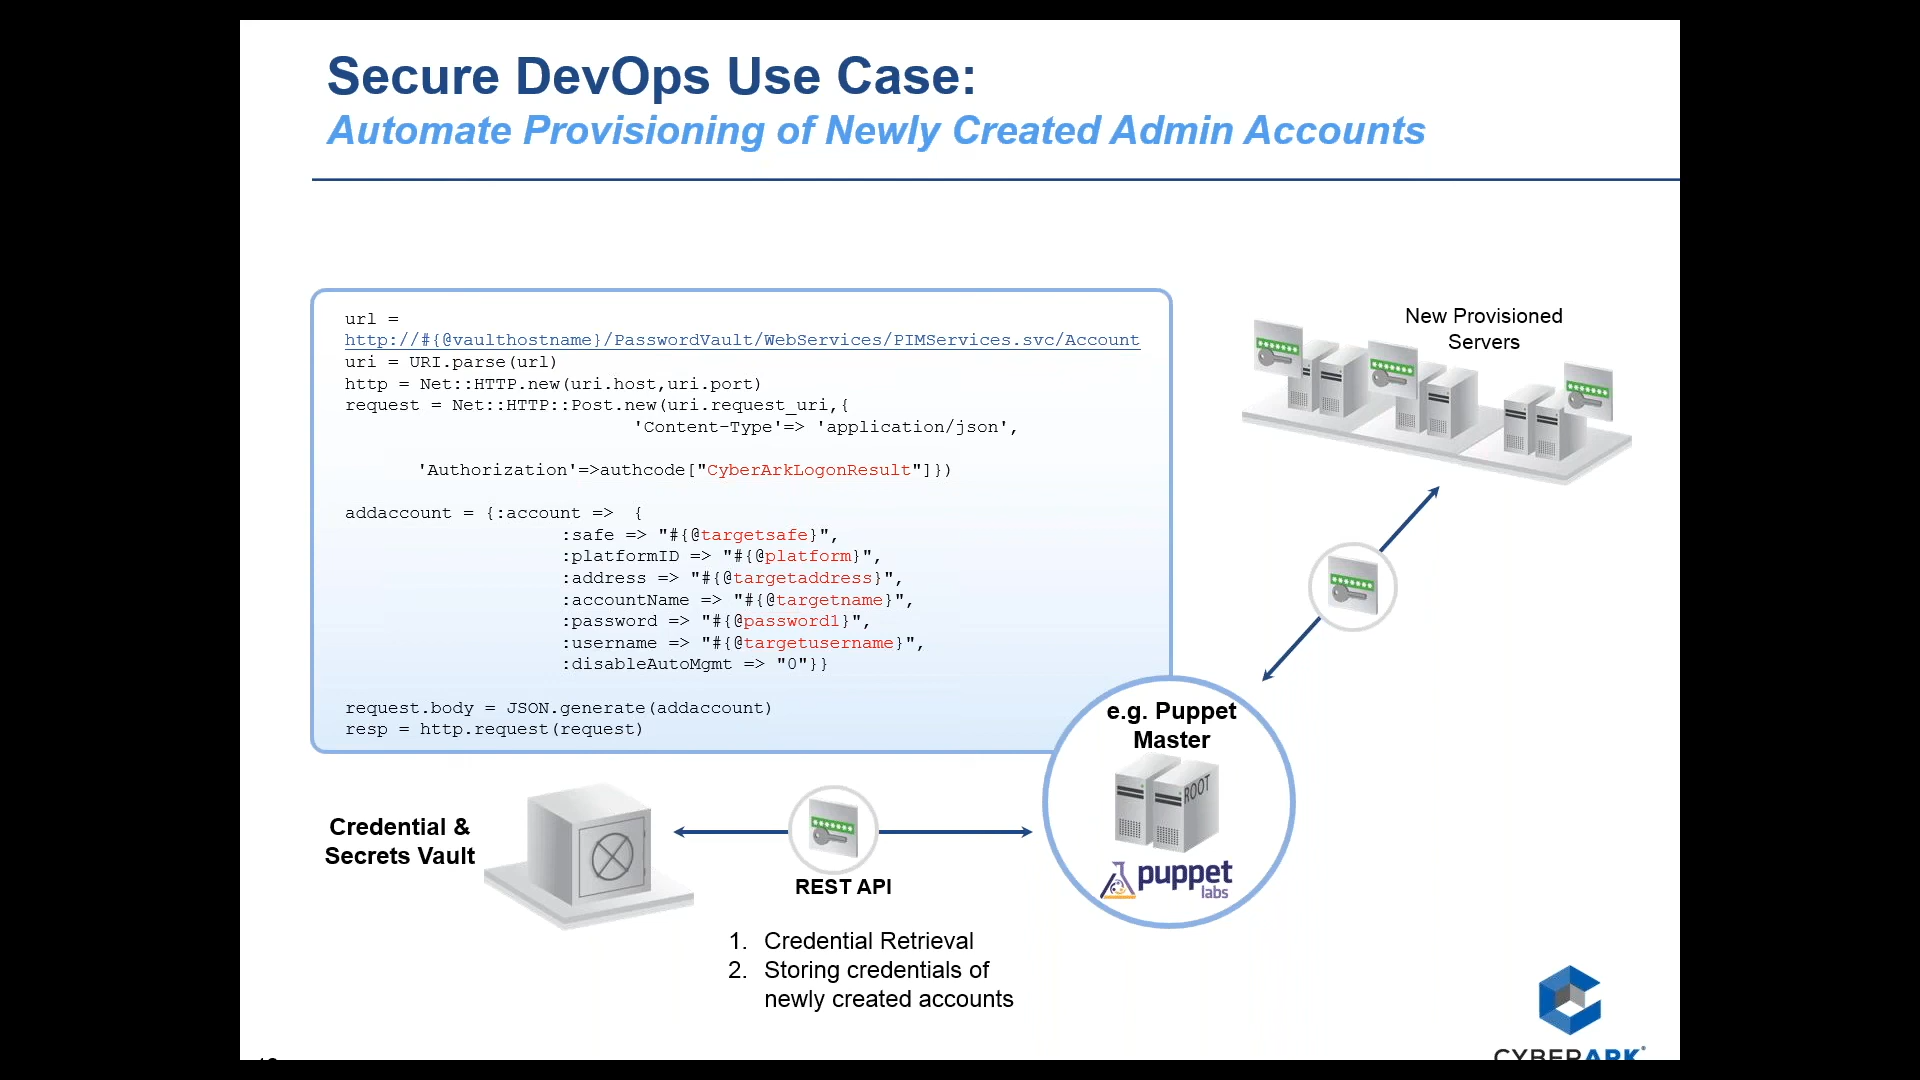 Secure DevOps Use Case:
Automate Provisioning of Newly Created Admin Accounts
url =
http://#{@vaulthostname}/PasswordVault/WebServices/PIMServices.svc/Account
uri = URI.parse(url)
http = Net::HTTP.new(uri.host,uri.port)
request = Net::HTTP::Post.new(uri.request_uri,{
'Content-Type'=> 'application/json',
'Authorization'=>authcode["CyberArkLogonResult"]})
addaccount = {:account => {
:safe => "#{@targetsafe}",
:platformID => "#{@platform}",
:address => "#{@targetaddress}",
:accountName => "#{@targetname}",
:password => "#{@password1}",
:username => "#{@targetusername}",
:disableAutoMgmt => "0"}}
request.body = JSON.generate(addaccount)
resp = http.request(request)
New Provisioned
Servers
e.g. Puppet
Master
ROOT
puppet
labs
Credential &
Secrets Vault
REST API
1. Credential Retrieval
2. Storing credentials of
newly created accounts
CYBERARK